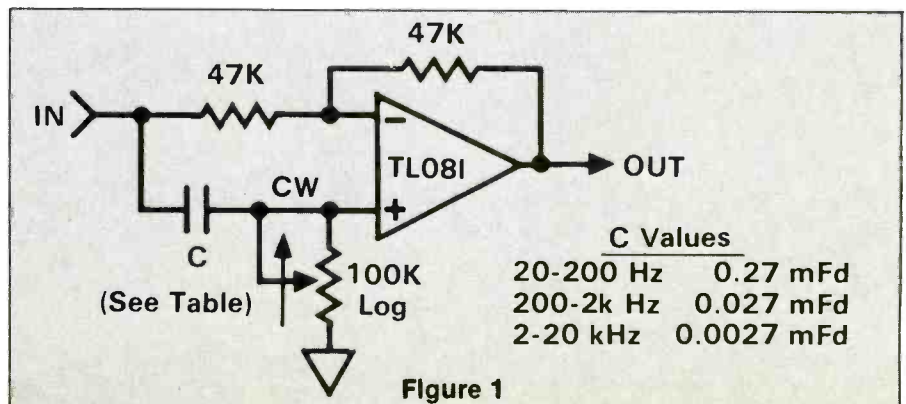 47K
47K
IN
−
TL081
OUT
CW
+
C
100K
(See Table)
Log
C Values
20-200 Hz 0.27 mFd
200-2k Hz 0.027 mFd
2-20 kHz 0.0027 mFd
Figure 1